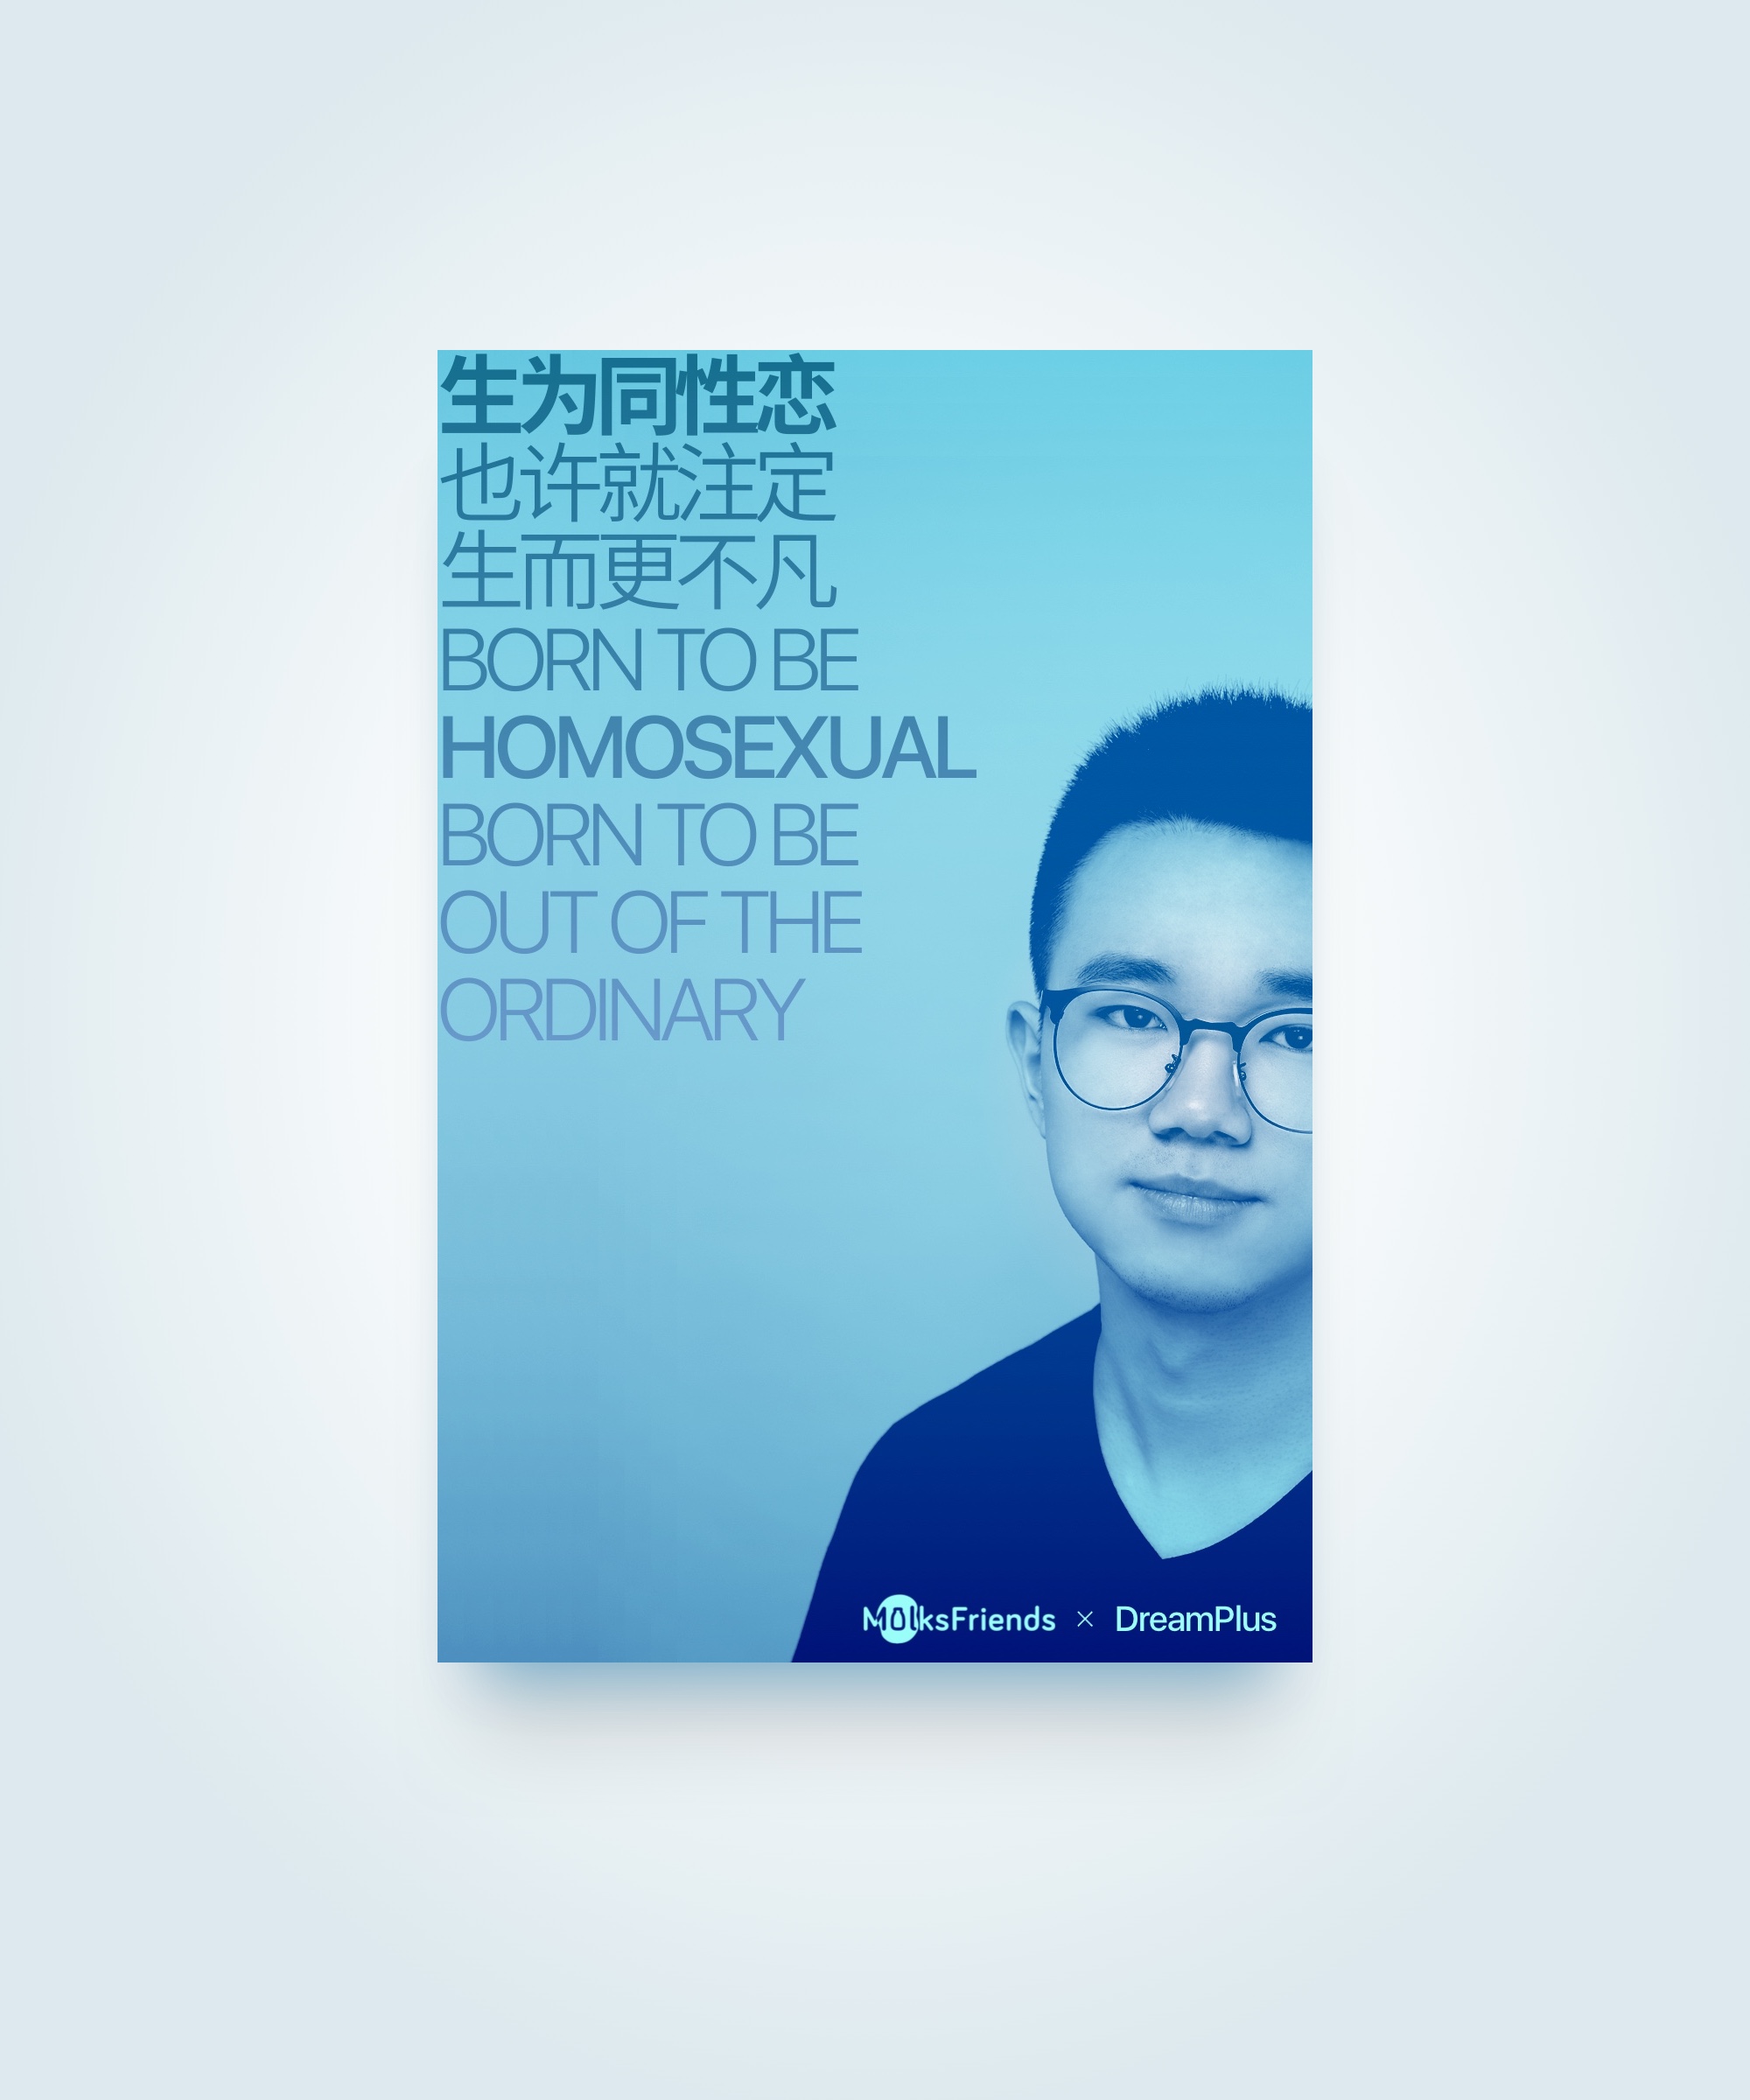 生为同性恋
也许就注定
生而更不凡
BORN TO BE
HOMOSEXUAL
BORN TO BE
OUT OF THE
ORDINARY
MolksFriends × DreamPlus